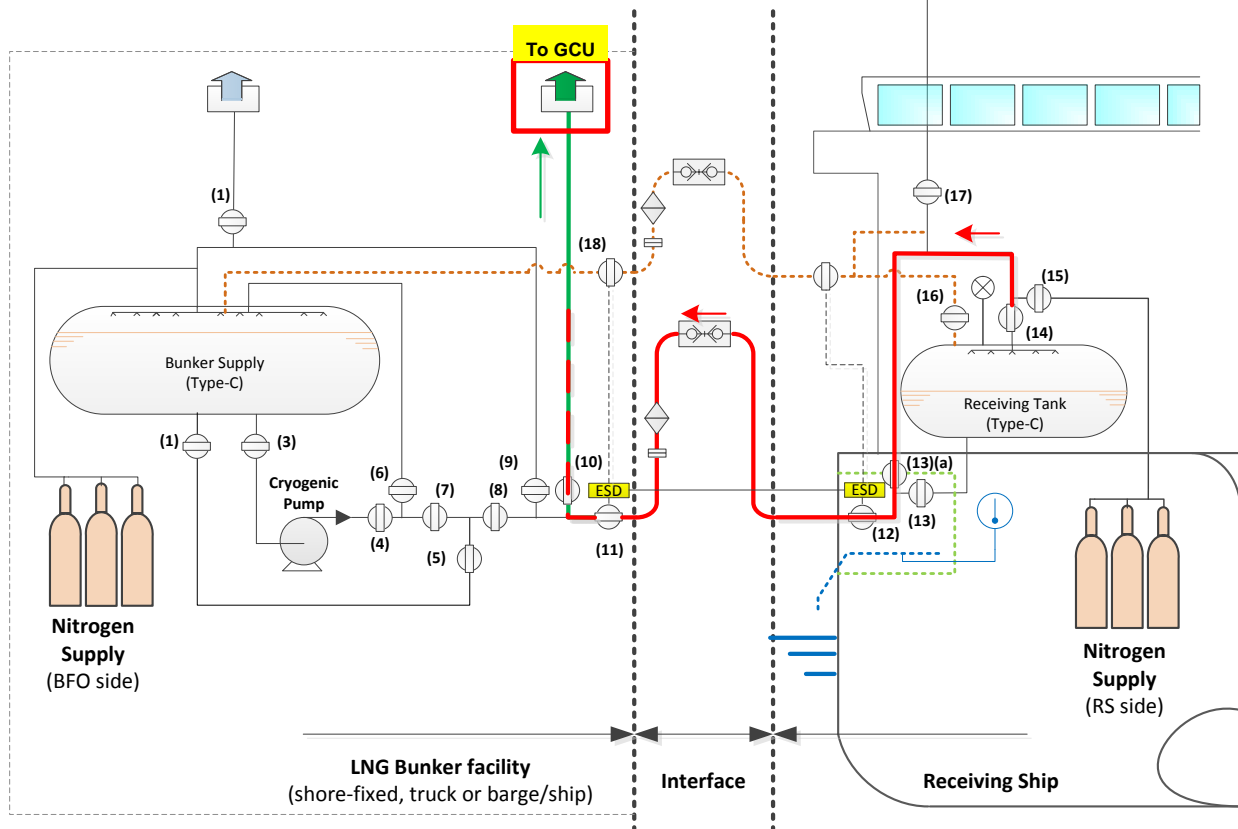 To GCU
(1)
(17)
(18)
(15)
(16)
(14)
Bunker Supply
(Type-C)
Receiving Tank
(Type-C)
(1)
(3)
(6)
(9)
(10)
(13)(a)
Cryogenic
Pump
(7)
(8)
ESD
ESD
(13)
(4)
(5)
(11)
(12)
Nitrogen
Supply
(BFO side)
Nitrogen
Supply
(RS side)
LNG Bunker facility
(shore-fixed, truck or barge/ship)
Interface
Receiving Ship